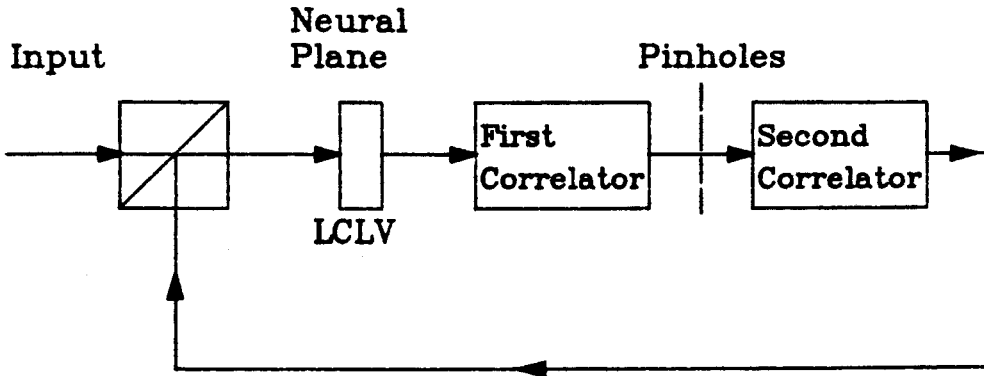 Input
Neural
Plane
LCLV
First
Correlator
Pinholes
Second
Correlator